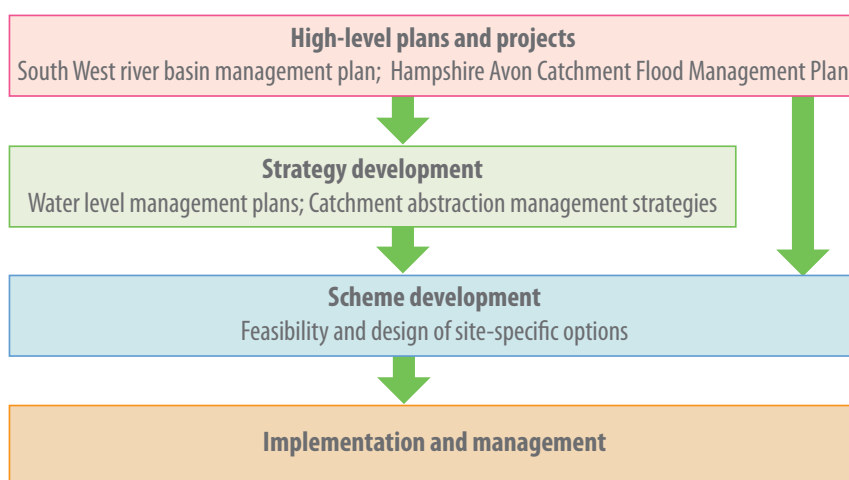 High-level plans and projects
South West river basin management plan; Hampshire Avon Catchment Flood Management Plan
Strategy development
Water level management plans; Catchment abstraction management strategies
Scheme development
Feasibility and design of site-specific options
Implementation and management